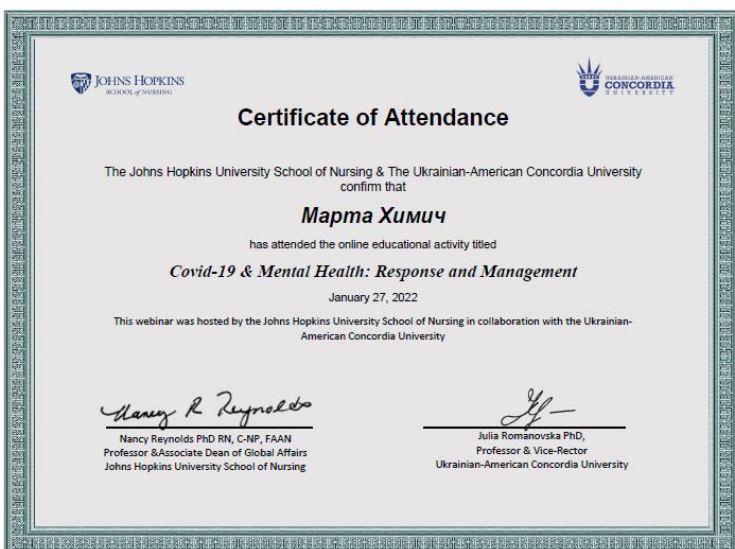 JOHNS HOPKINS
SCHOOL of NURSING
UKRAINIAN-AMERICAN
CONCORDIA
UNIVERSITY
Certificate of Attendance
The Johns Hopkins University School of Nursing & The Ukrainian-American Concordia University
confirm that
Марта Химич
has attended the online educational activity titled
Covid-19 & Mental Health: Response and Management
January 27, 2022
This webinar was hosted by the Johns Hopkins University School of Nursing in collaboration with the Ukrainian-
American Concordia University
Nancy R Reynolds
Nancy Reynolds PhD RN, C-NP, FAAN
Professor &Associate Dean of Global Affairs
Johns Hopkins University School of Nursing
Julia Romanovska PhD,
Professor & Vice-Rector
Ukrainian-American Concordia University